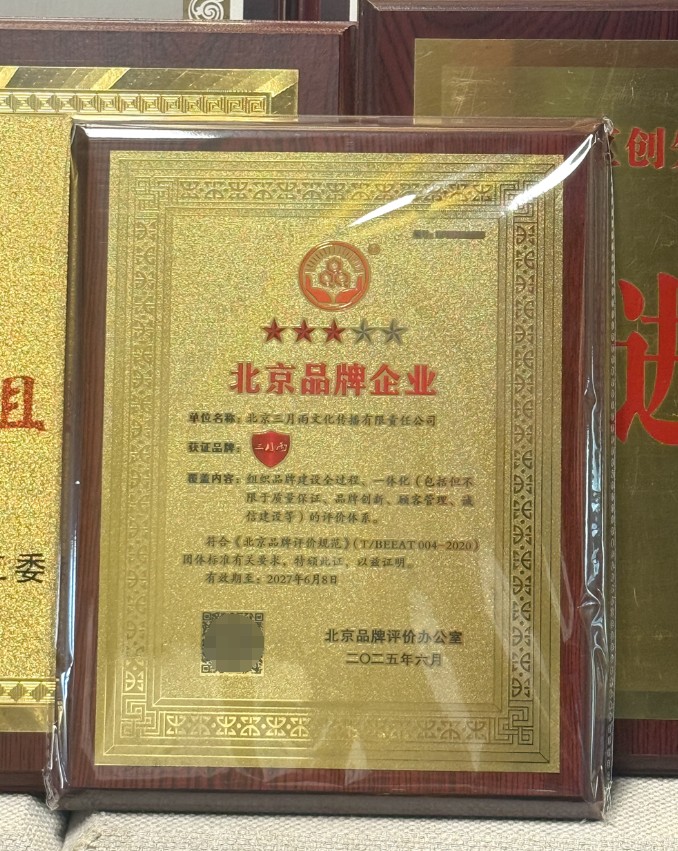 北京品牌企业
单位名称：北京三月雨文化传播有限责任公司
获证品牌：三月雨
覆盖内容：组织品牌建设全过程、一体化（包括但不
限于质量保证、品牌创新、顾客管理、诚
信建设等）的评价体系。
符合《北京品牌评价规范》（T/BEEAT 004-2020）
团体标准有关要求，特颁此证，以兹证明。
有效期至：2027年6月8日
北京品牌评价办公室
二〇二五年六月
组
委
创
进